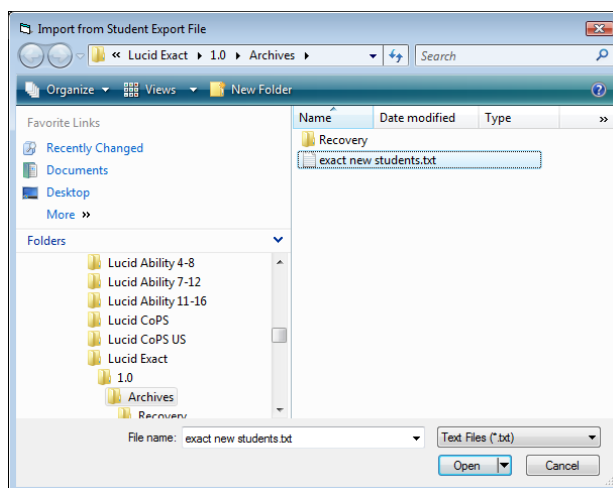 Import from Student Export File
« Lucid Exact 1.0 Archives
Search
Organize Views New Folder
Favorite Links
Recently Changed
Documents
Desktop
More »
Folders
Lucid Ability 4-8
Lucid Ability 7-12
Lucid Ability 11-16
Lucid CoPS
Lucid CoPS US
Lucid Exact
1.0
Archives
Recovery
Name Date modified Type »
Recovery
exact new students.txt
File name: exact new students.txt Text Files (*.txt)
Open Cancel